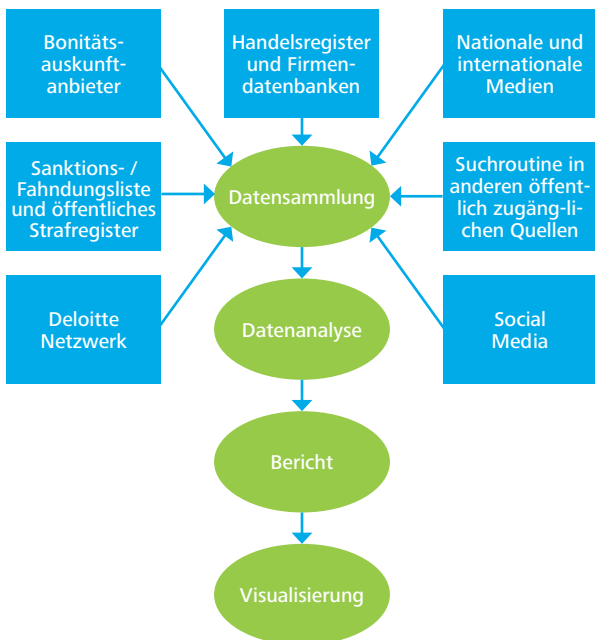 Bonitäts-
auskunft-
anbieter
Handelsregister
und Firmen-
datenbanken
Nationale und
internationale
Medien
Sanktions- /
Fahndungsliste
und öffentliches
Strafregister
Datensammlung
Suchroutine in
anderen öffent-
lich zugäng-li-
chen Quellen
Deloitte
Netzwerk
Datenanalyse
Social
Media
Bericht
Visualisierung